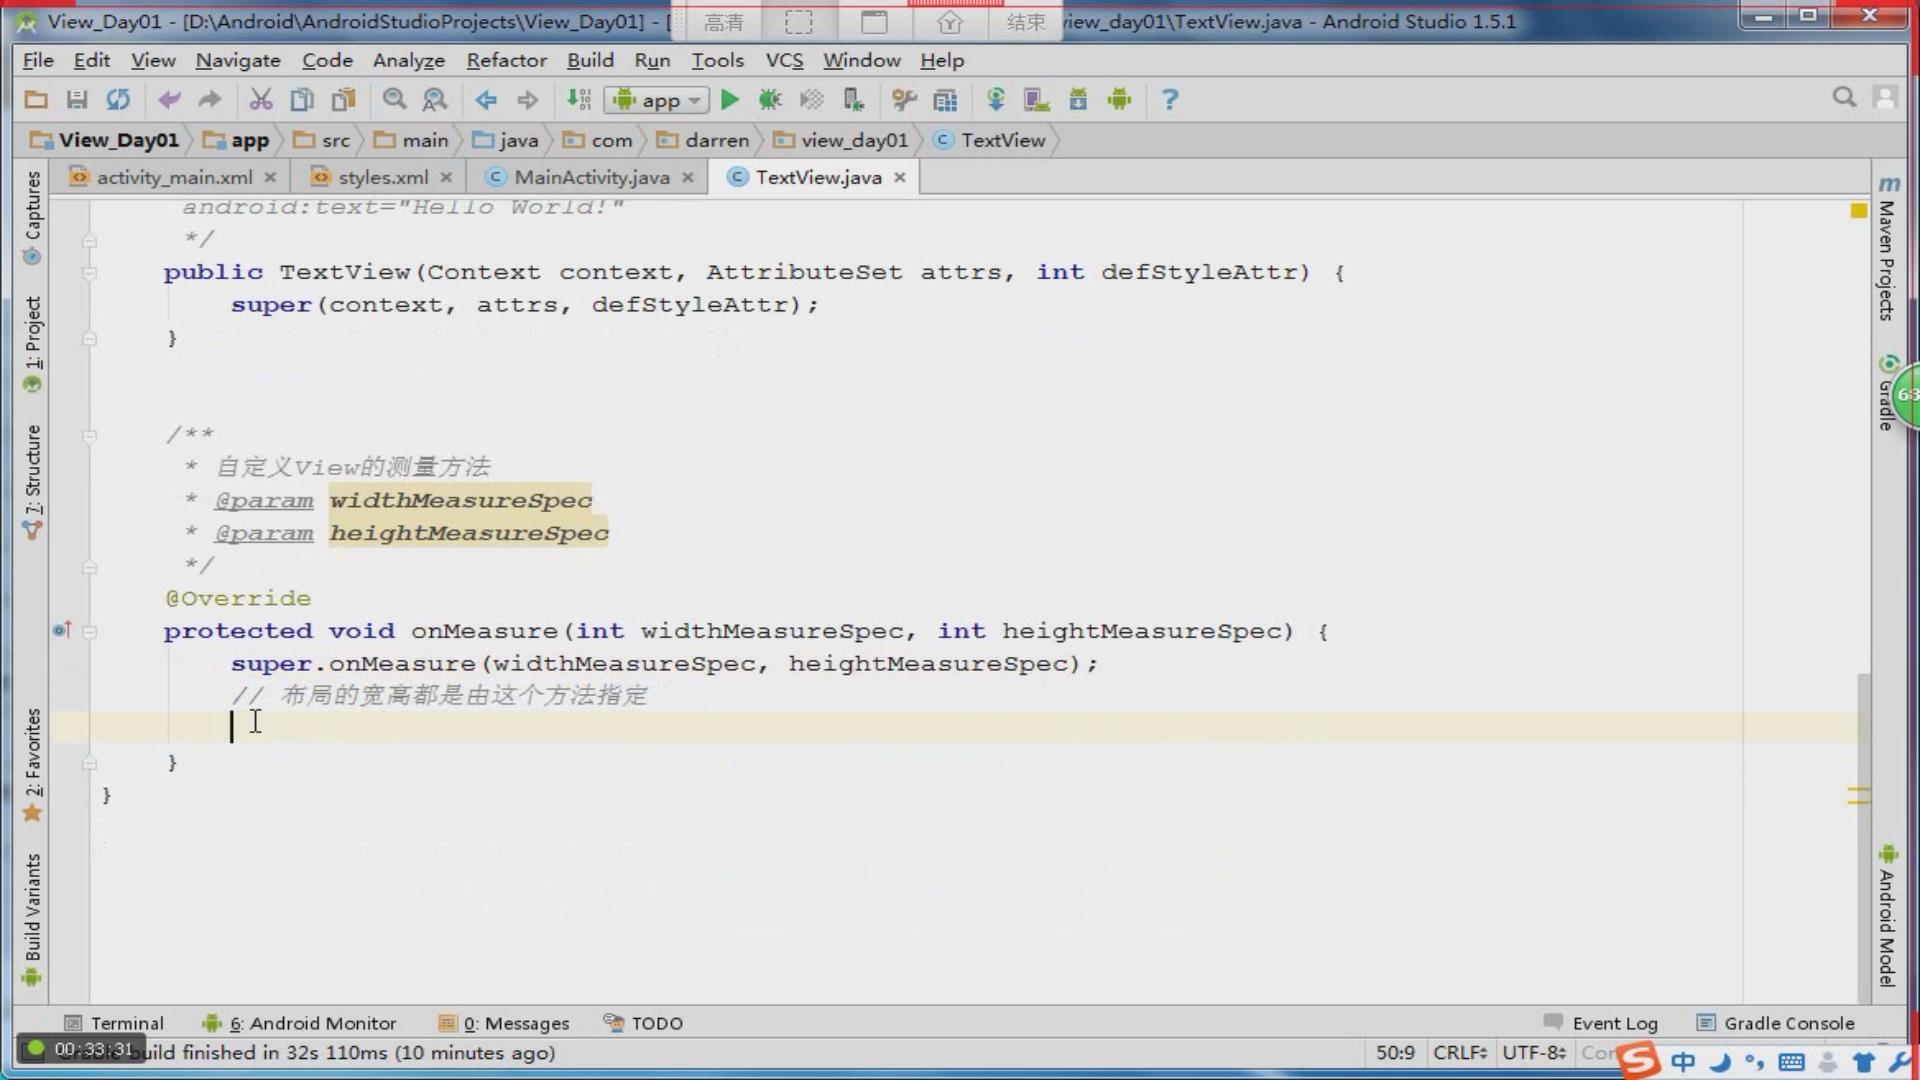 View_Day01 - [D:\Android\AndroidStudioProjects\View_Day01] - [
高清
结束
view_day01\TextView.java - Android Studio 1.5.1
File Edit View Navigate Code Analyze Refactor Build Run Tools VCS Window Help
app
View_Day01 app src main java com darren view_day01 TextView
activity_main.xml styles.xml MainActivity.java TextView.java
android:text="Hello World!"
*/
public TextView(Context context, AttributeSet attrs, int defStyleAttr) {
super(context, attrs, defStyleAttr);
}
/**
* 自定义View的测量方法
* @param widthMeasureSpec
* @param heightMeasureSpec
*/
@Override
protected void onMeasure(int widthMeasureSpec, int heightMeasureSpec) {
super.onMeasure(widthMeasureSpec, heightMeasureSpec);
// 布局的宽高都是由这个方法指定
}
}
Captures
1: Project
7: Structure
2: Favorites
Build Variants
Maven Projects
Gradle
68
Android Model
Terminal 6: Android Monitor 0: Messages TODO Event Log Gradle Console
00:33:31
build finished in 32s 110ms (10 minutes ago)
50:9 CRLF UTF-8
中